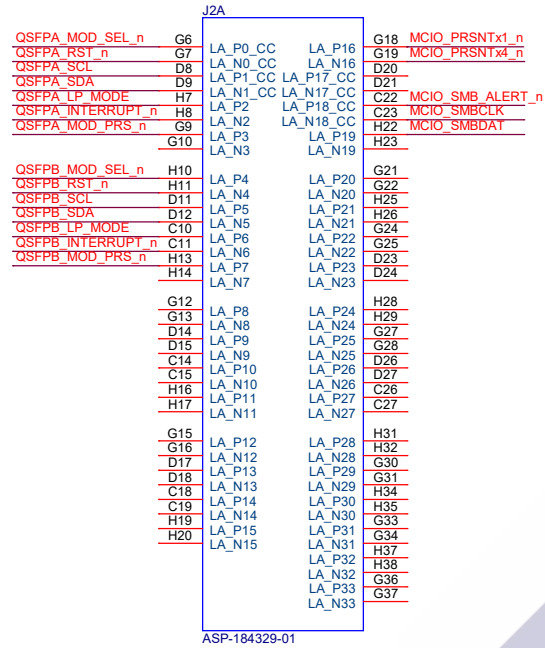 J2A
QSFPA_MOD_SEL_n G6 LA_P0_CC LA_P16 G18 MCIO_PRSNTx1_n
QSFPA_RST_n G7 LA_N0_CC LA_N16 G19 MCIO_PRSNTx4_n
QSFPA_SCL D8 LA_P1_CC LA_P17_CC D20
QSFPA_SDA D9 LA_N1_CC LA_N17_CC D21
QSFPA_LP_MODE H7 LA_P2 LA_P18_CC C22 MCIO_SMB_ALERT_n
QSFPA_INTERRUPT_n H8 LA_N2 LA_N18_CC C23 MCIO_SMBCLK
QSFPA_MOD_PRS_n G9 LA_P3 LA_P19 H22 MCIO_SMBDAT
G10 LA_N3 LA_N19 H23
QSFPB_MOD_SEL_n H10 LA_P4 LA_P20 G21
QSFPB_RST_n H11 LA_N4 LA_N20 G22
QSFPB_SCL D11 LA_P5 LA_P21 H25
QSFPB_SDA D12 LA_N5 LA_N21 H26
QSFPB_LP_MODE C10 LA_P6 LA_P22 G24
QSFPB_INTERRUPT_n C11 LA_N6 LA_N22 G25
QSFPB_MOD_PRS_n H13 LA_P7 LA_P23 D23
H14 LA_N7 LA_N23 D24
G12 LA_P8 LA_P24 H28
G13 LA_N8 LA_N24 H29
D14 LA_P9 LA_P25 G27
D15 LA_N9 LA_N25 G28
C14 LA_P10 LA_P26 D26
C15 LA_N10 LA_N26 D27
H16 LA_P11 LA_P27 C26
H17 LA_N11 LA_N27 C27
G15 LA_P12 LA_P28 H31
G16 LA_N12 LA_N28 H32
D17 LA_P13 LA_P29 G30
D18 LA_N13 LA_N29 G31
C18 LA_P14 LA_P30 H34
C19 LA_N14 LA_N30 H35
H19 LA_P15 LA_P31 G33
H20 LA_N15 LA_N31 G34
LA_P32 H37
LA_N32 H38
LA_P33 G36
LA_N33 G37
ASP-184329-01